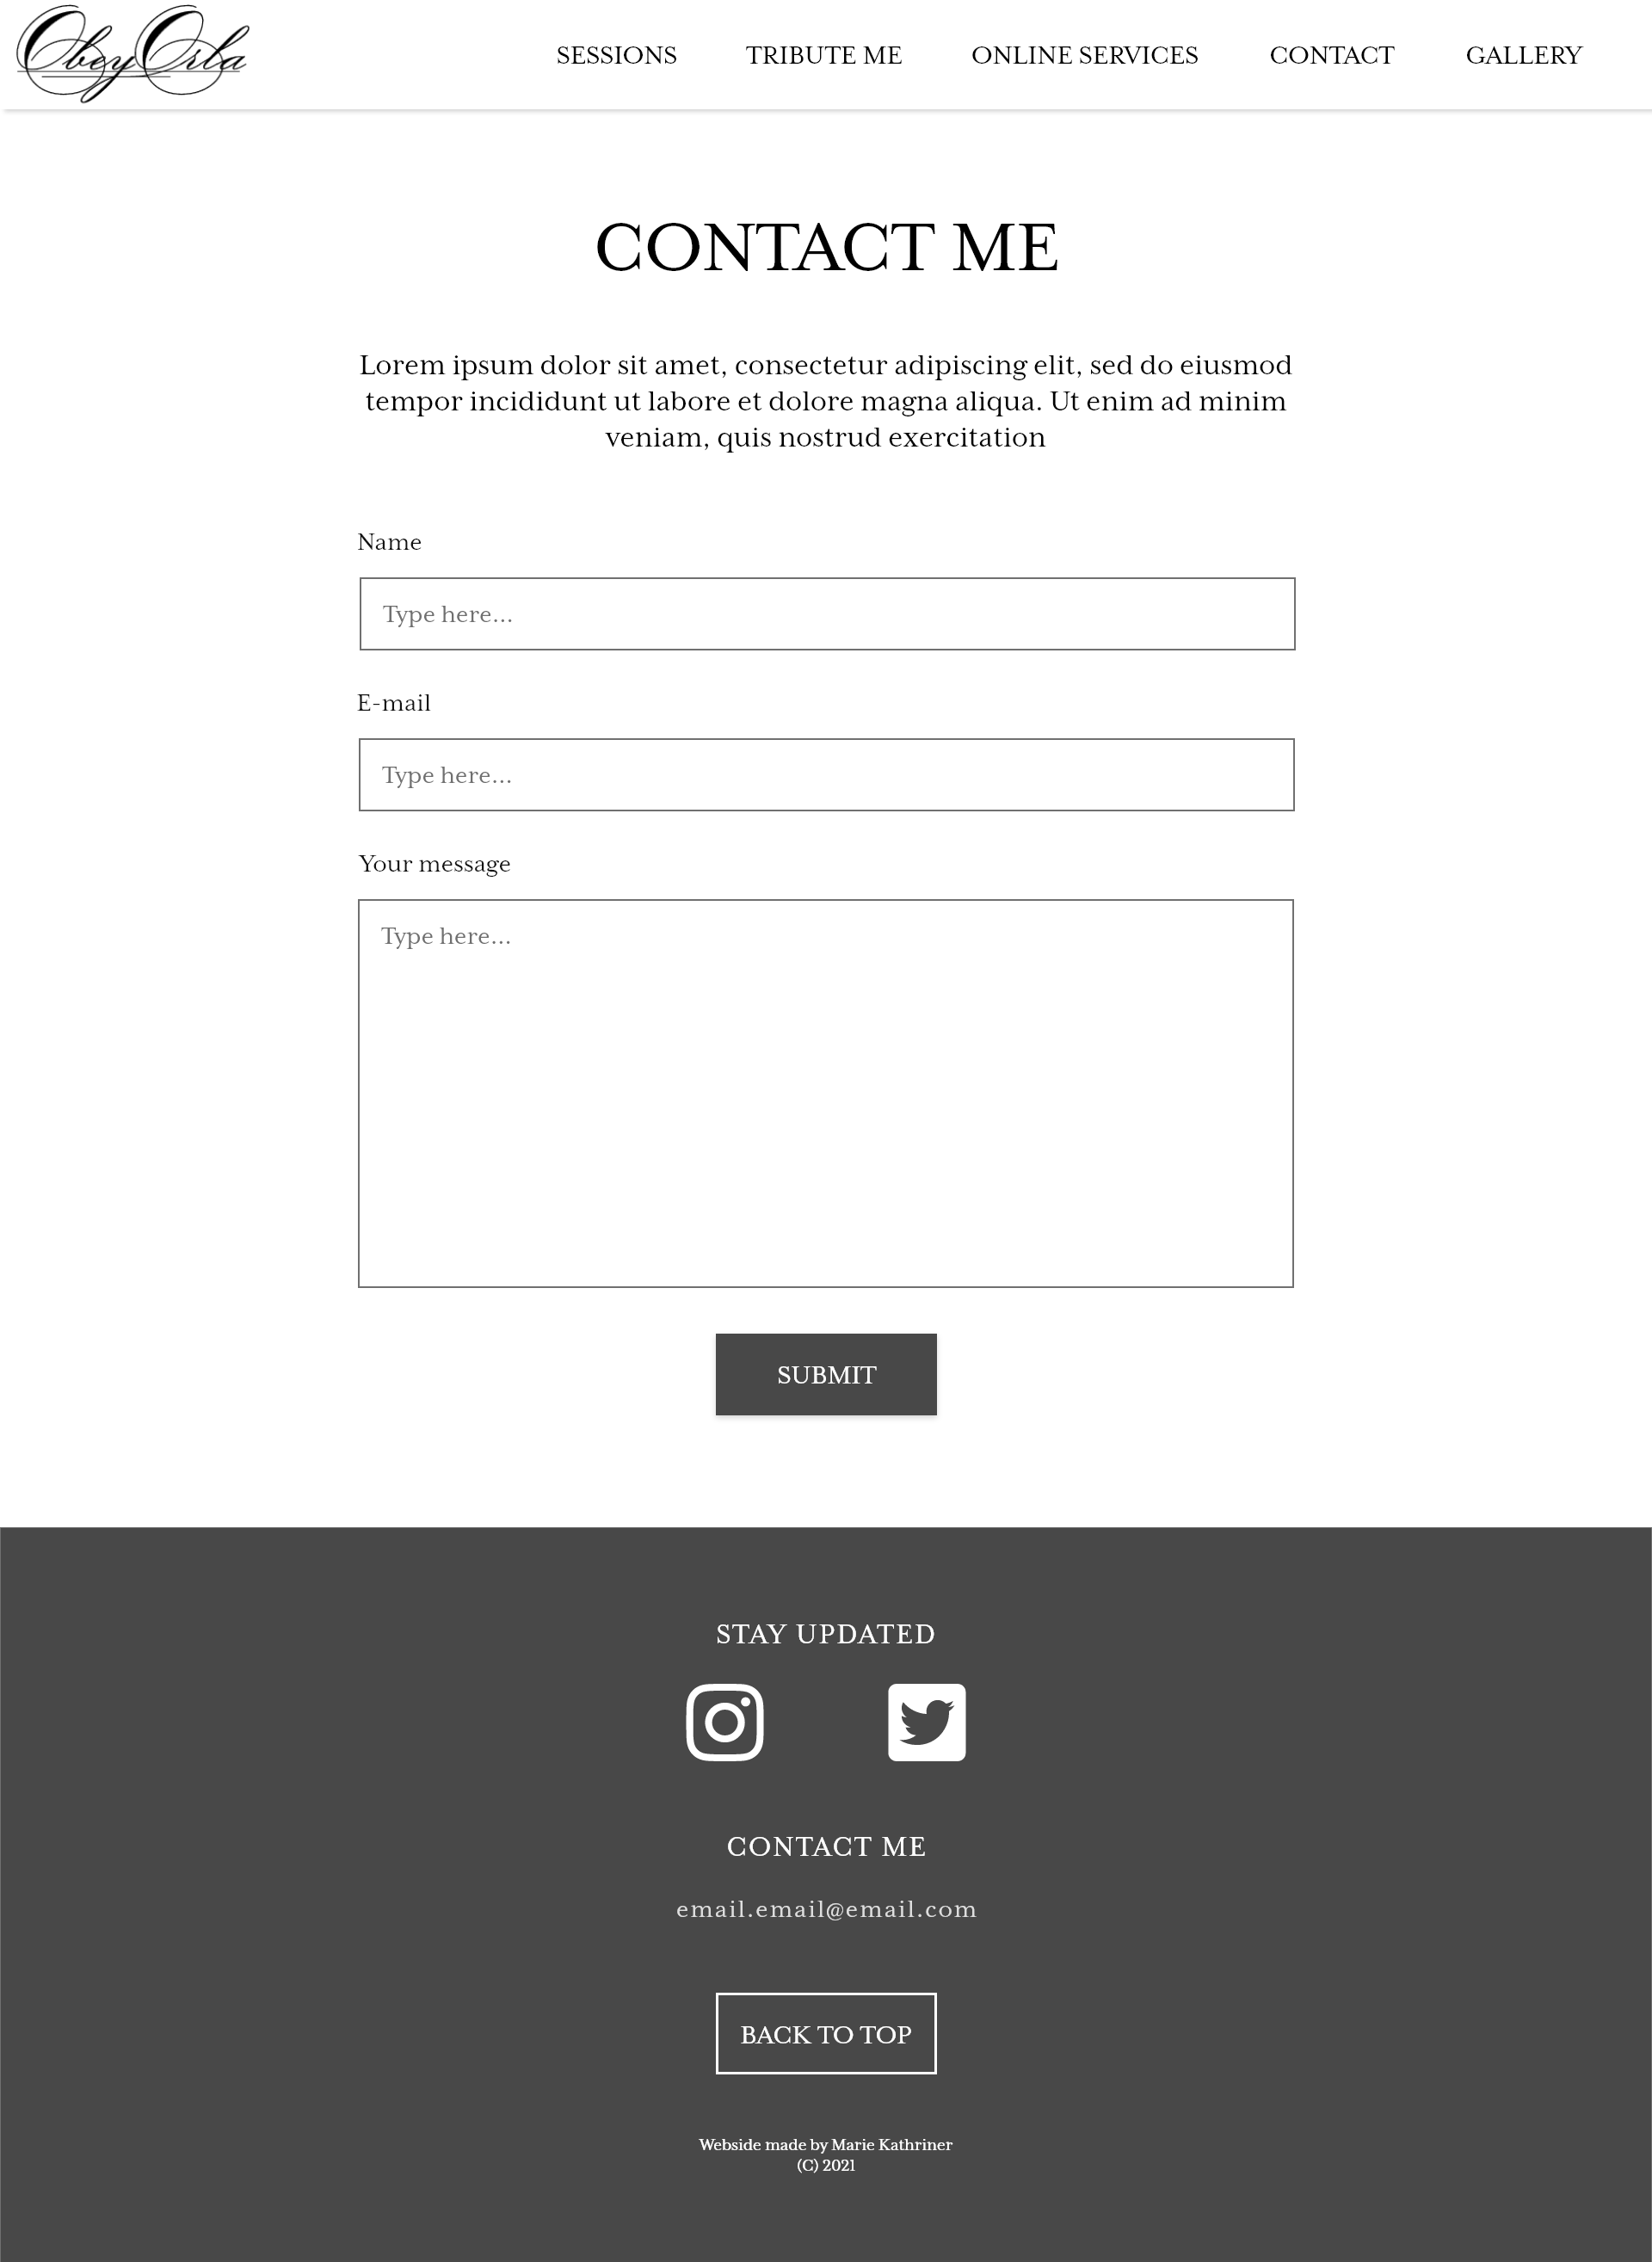 ObeyOrla
SESSIONS TRIBUTE ME ONLINE SERVICES CONTACT GALLERY
CONTACT ME
Lorem ipsum dolor sit amet, consectetur adipiscing elit, sed do eiusmod
tempor incididunt ut labore et dolore magna aliqua. Ut enim ad minim
veniam, quis nostrud exercitation
Name
Type here...
E-mail
Type here...
Your message
Type here...
SUBMIT
STAY UPDATED
CONTACT ME
email.email@email.com
BACK TO TOP
Webside made by Marie Kathriner
(C) 2021